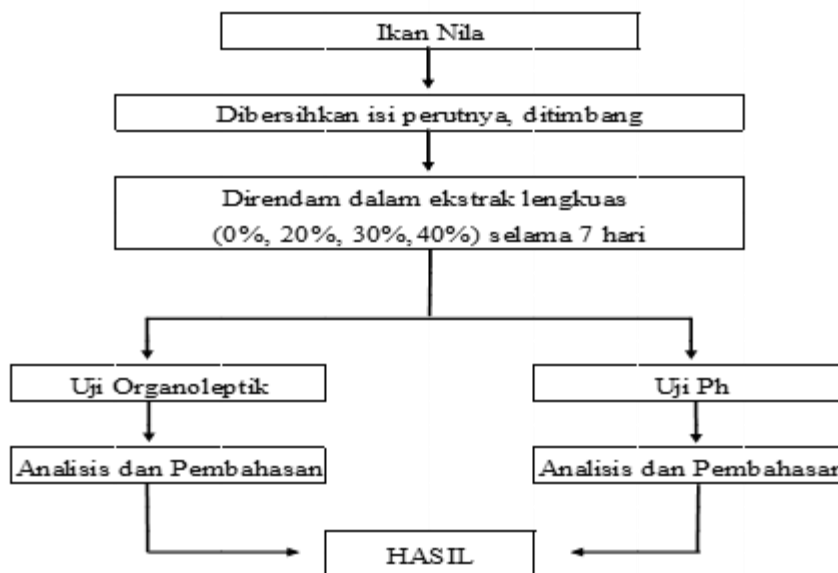 Ikan Nila
Dibersihkan isi perutnya, ditimbang
Direndam dalam ekstrak lengkuas
(0%, 20%, 30%, 40%) selama 7 hari
Uji Organoleptik
Uji Ph
Analisis dan Pembahasan
Analisis dan Pembahasan
HASIL